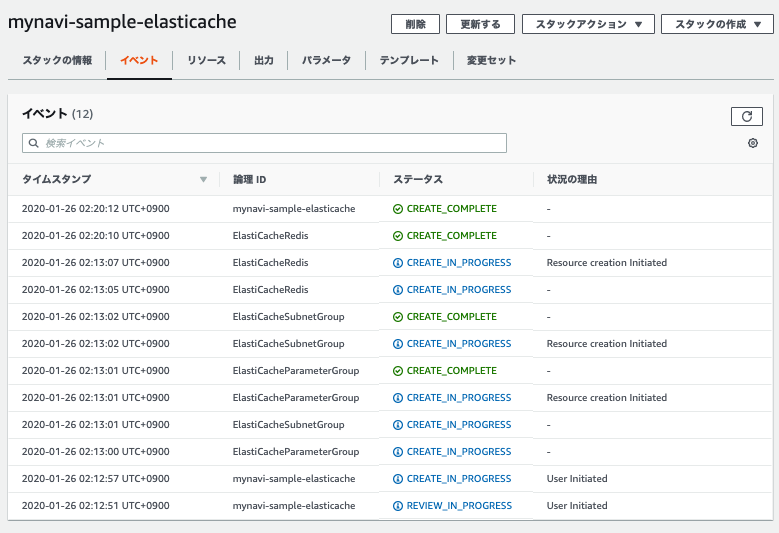 mynavi-sample-elasticache
削除 更新する スタックアクション ▼ スタックの作成 ▼
スタックの情報 イベント リソース 出力 パラメータ テンプレート 変更セット
イベント (12)
検索イベント
タイムスタンプ ▼ 論理 ID ステータス 状況の理由
2020-01-26 02:20:12 UTC+0900 mynavi-sample-elasticache CREATE_COMPLETE -
2020-01-26 02:20:10 UTC+0900 ElastiCacheRedis CREATE_COMPLETE -
2020-01-26 02:13:07 UTC+0900 ElastiCacheRedis CREATE_IN_PROGRESS Resource creation Initiated
2020-01-26 02:13:05 UTC+0900 ElastiCacheRedis CREATE_IN_PROGRESS -
2020-01-26 02:13:02 UTC+0900 ElastiCacheSubnetGroup CREATE_COMPLETE -
2020-01-26 02:13:02 UTC+0900 ElastiCacheSubnetGroup CREATE_IN_PROGRESS Resource creation Initiated
2020-01-26 02:13:01 UTC+0900 ElastiCacheParameterGroup CREATE_COMPLETE -
2020-01-26 02:13:01 UTC+0900 ElastiCacheParameterGroup CREATE_IN_PROGRESS Resource creation Initiated
2020-01-26 02:13:01 UTC+0900 ElastiCacheSubnetGroup CREATE_IN_PROGRESS -
2020-01-26 02:13:00 UTC+0900 ElastiCacheParameterGroup CREATE_IN_PROGRESS -
2020-01-26 02:12:57 UTC+0900 mynavi-sample-elasticache CREATE_IN_PROGRESS User Initiated
2020-01-26 02:12:51 UTC+0900 mynavi-sample-elasticache REVIEW_IN_PROGRESS User Initiated